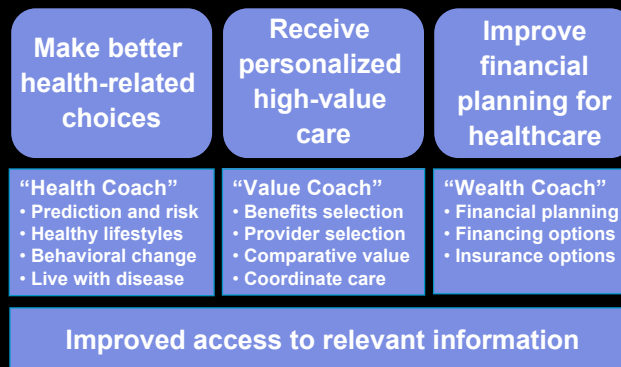 Make better
health-related
choices
Receive
personalized
high-value
care
Improve
financial
planning for
healthcare
“Health Coach”
• Prediction and risk
• Healthy lifestyles
• Behavioral change
• Live with disease
“Value Coach”
• Benefits selection
• Provider selection
• Comparative value
• Coordinate care
“Wealth Coach”
• Financial planning
• Financing options
• Insurance options
Improved access to relevant information